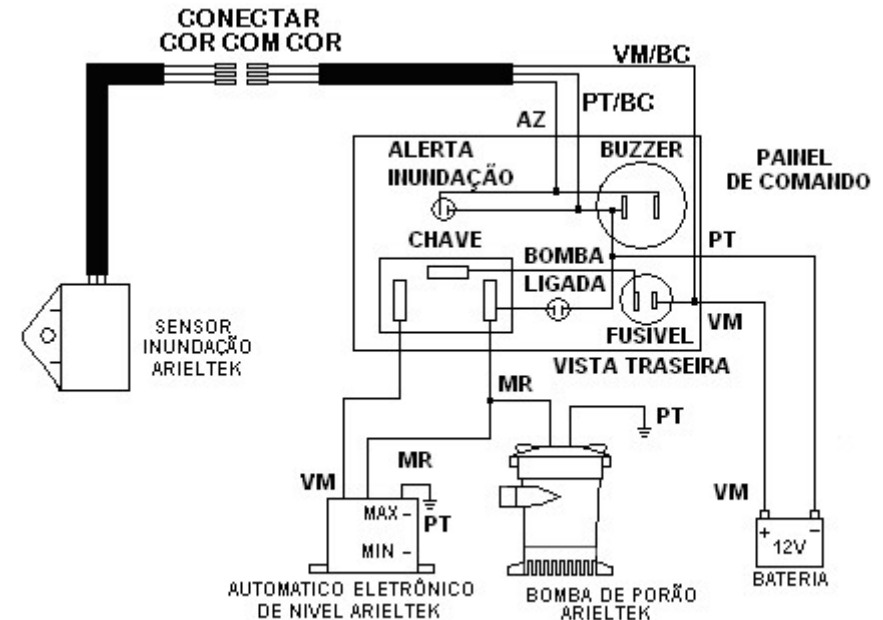 CONECTAR
COR COM COR
VM/BC
PT/BC
AZ
ALERTA
INUNDAÇÃO
BUZZER
PAINEL
DE COMANDO
CHAVE
BOMBA
LIGADA
PT
FUSIVEL
VM
VISTA TRASEIRA
SENSOR
INUNDAÇÃO
ARIELTEK
MR
PT
MR
VM
MAX -
PT
MIN -
VM
+ -
12V
BATERIA
AUTOMATICO ELETRÔNICO
DE NIVEL ARIELTEK
BOMBA DE PORÃO
ARIELTEK